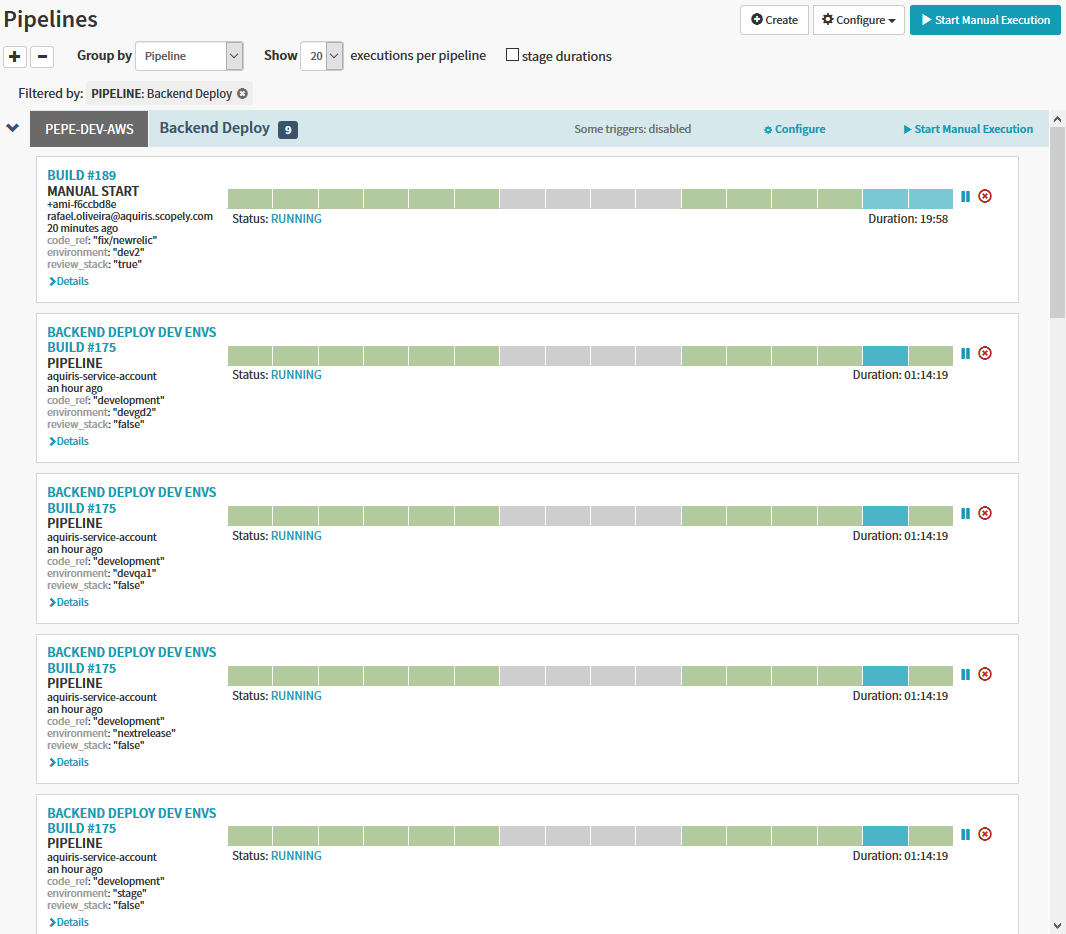 Pipelines
Create
Configure
Start Manual Execution
Group by Pipeline Show 20 executions per pipeline stage durations
Filtered by: PIPELINE: Backend Deploy
PEPE-DEV-AWS Backend Deploy 9 Some triggers: disabled Configure Start Manual Execution
BUILD #189
MANUAL START
+ami-f6ccbd8e
rafael.oliveira@aquiris.scopely.com
20 minutes ago
code_ref: "fix/newrelic"
environment: "dev2"
review_stack: "true"
Details
Status: RUNNING Duration: 19:58
BACKEND DEPLOY DEV ENVS
BUILD #175
PIPELINE
aquiris-service-account
an hour ago
code_ref: "development"
environment: "devgd2"
review_stack: "false"
Details
Status: RUNNING Duration: 01:14:19
BACKEND DEPLOY DEV ENVS
BUILD #175
PIPELINE
aquiris-service-account
an hour ago
code_ref: "development"
environment: "devqa1"
review_stack: "false"
Details
Status: RUNNING Duration: 01:14:19
BACKEND DEPLOY DEV ENVS
BUILD #175
PIPELINE
aquiris-service-account
an hour ago
code_ref: "development"
environment: "nextrelease"
review_stack: "false"
Details
Status: RUNNING Duration: 01:14:19
BACKEND DEPLOY DEV ENVS
BUILD #175
PIPELINE
aquiris-service-account
an hour ago
code_ref: "development"
environment: "stage"
review_stack: "false"
Details
Status: RUNNING Duration: 01:14:19